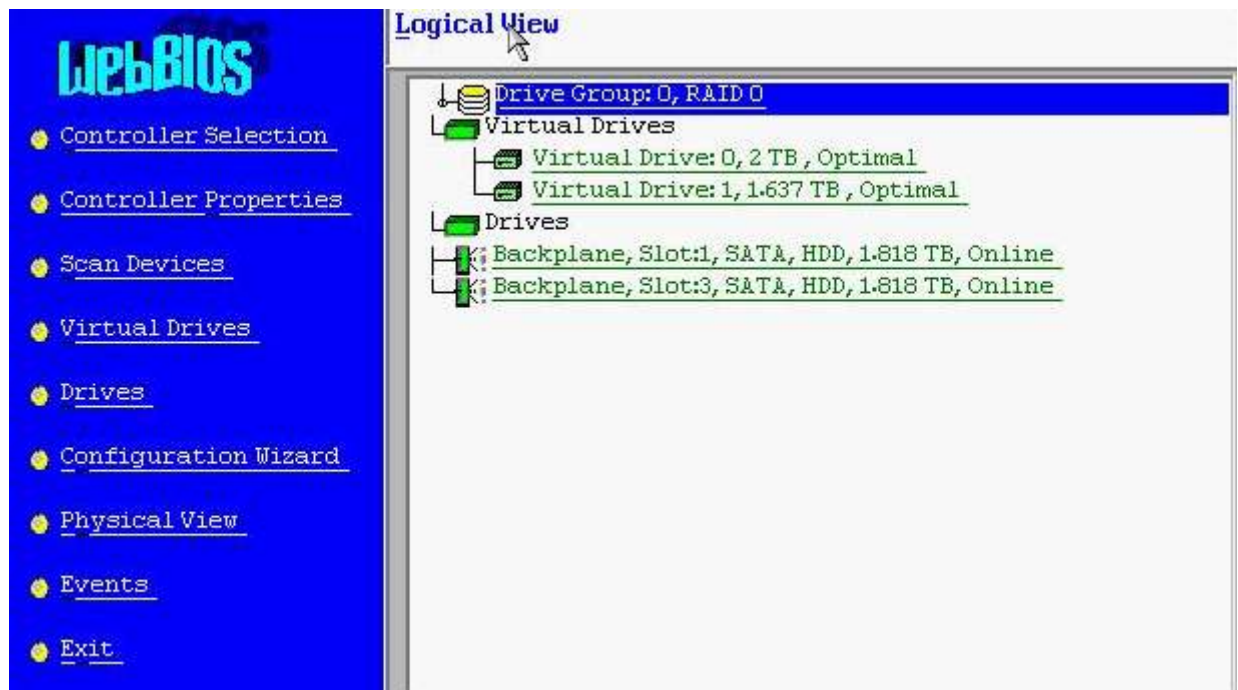 WebBIOS
Controller Selection
Controller Properties
Scan Devices
Virtual Drives
Drives
Configuration Wizard
Physical View
Events
Exit
Logical View
Drive Group: 0, RAID 0
Virtual Drives
Virtual Drive: 0, 2 TB , Optimal
Virtual Drive: 1, 1.637 TB , Optimal
Drives
Backplane, Slot:1, SATA, HDD, 1.818 TB, Online
Backplane, Slot:3, SATA, HDD, 1.818 TB, Online